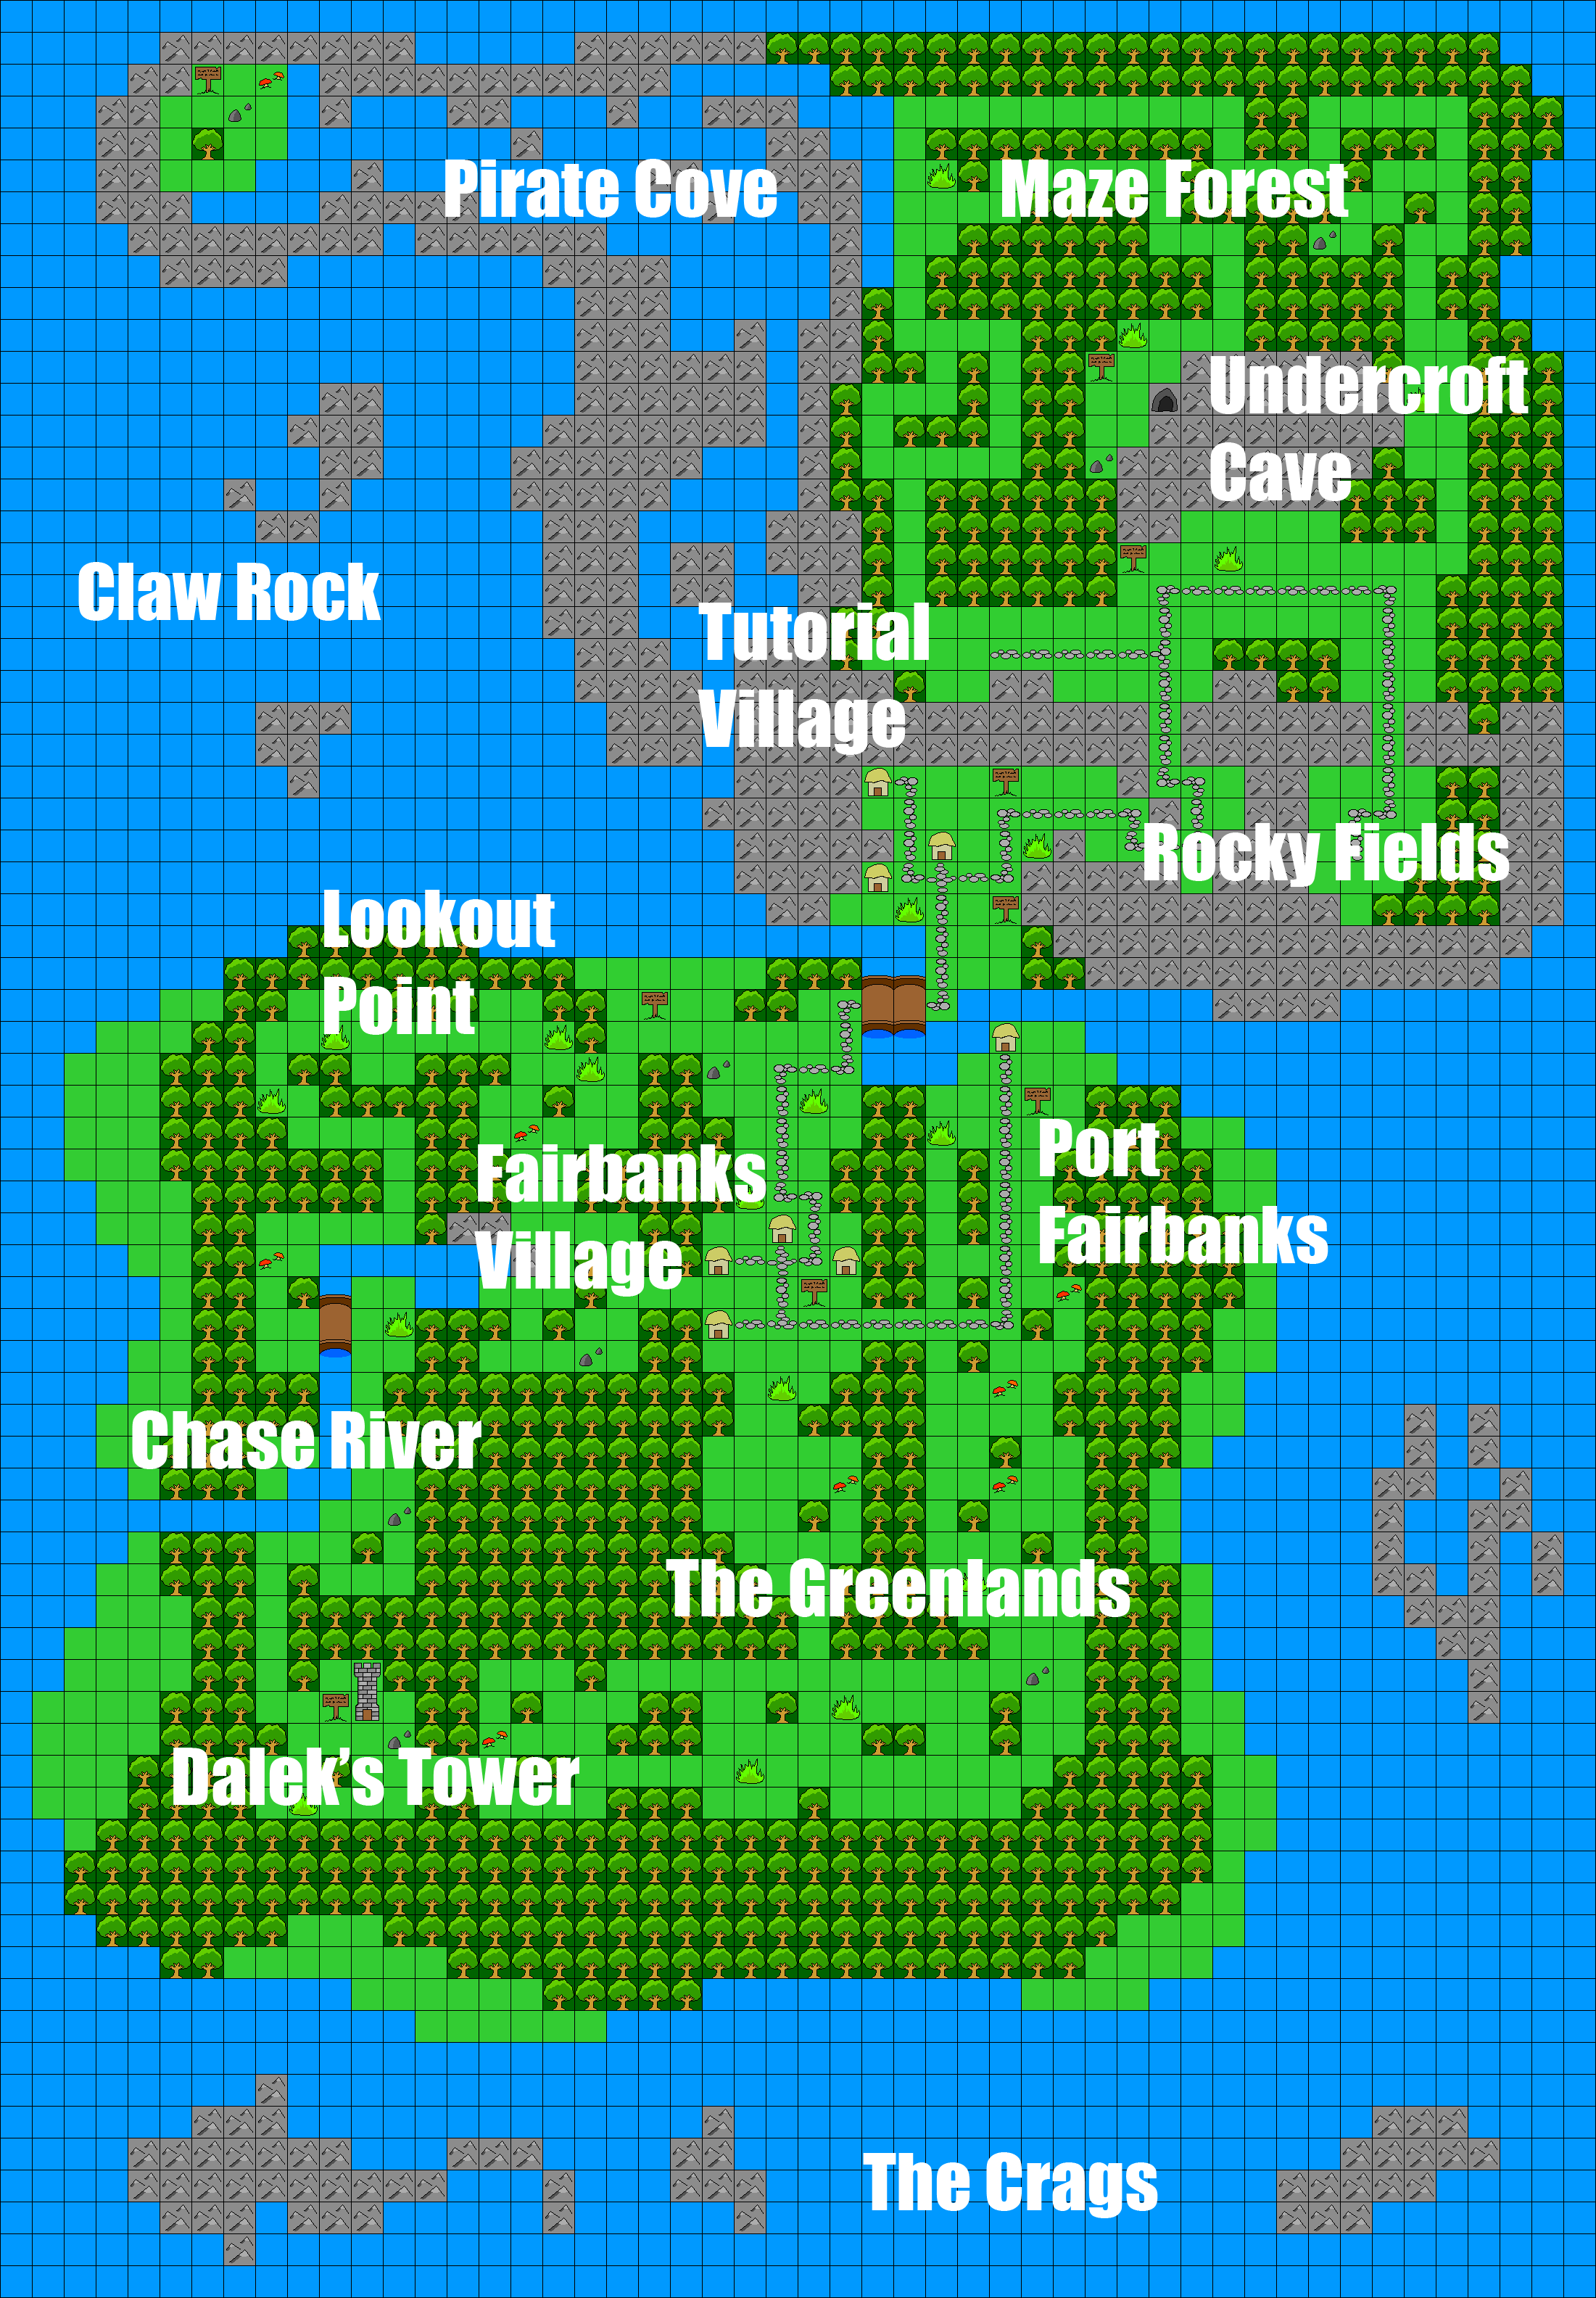 Pirate Cove
Maze Forest
Undercroft
Cave
Claw Rock
Tutorial
Village
Rocky Fields
Lookout
Point
Fairbanks
Village
Port
Fairbanks
Chase River
The Greenlands
Dalek's Tower
The Crags